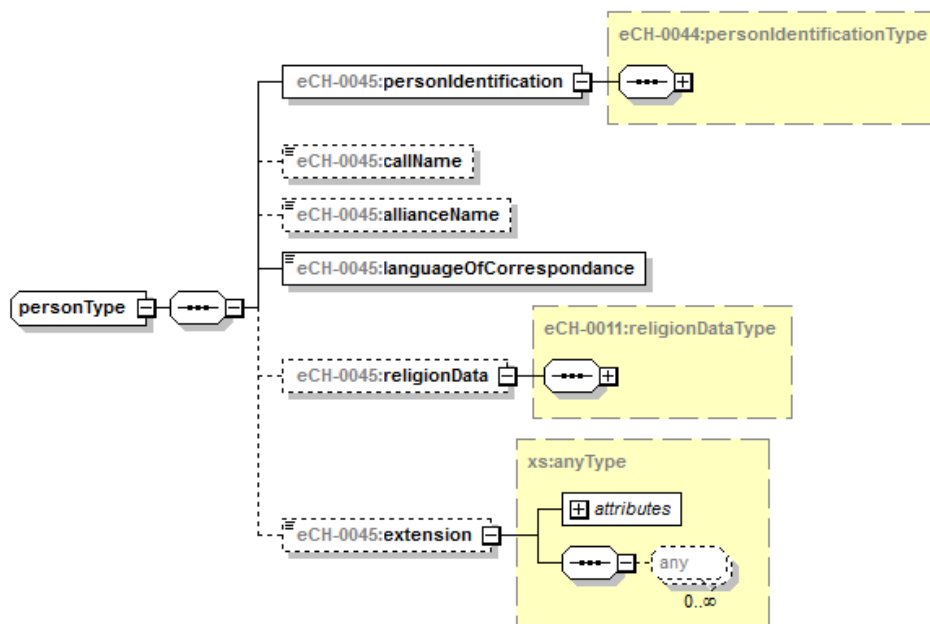 eCH-0044:personIdentificationType
eCH-0045:personIdentification
eCH-0045:callName
eCH-0045:allianceName
eCH-0045:languageOfCorrespondance
personType
eCH-0011:religionDataType
eCH-0045:religionData
xs:anyType
attributes
eCH-0045:extension
any
0..∞